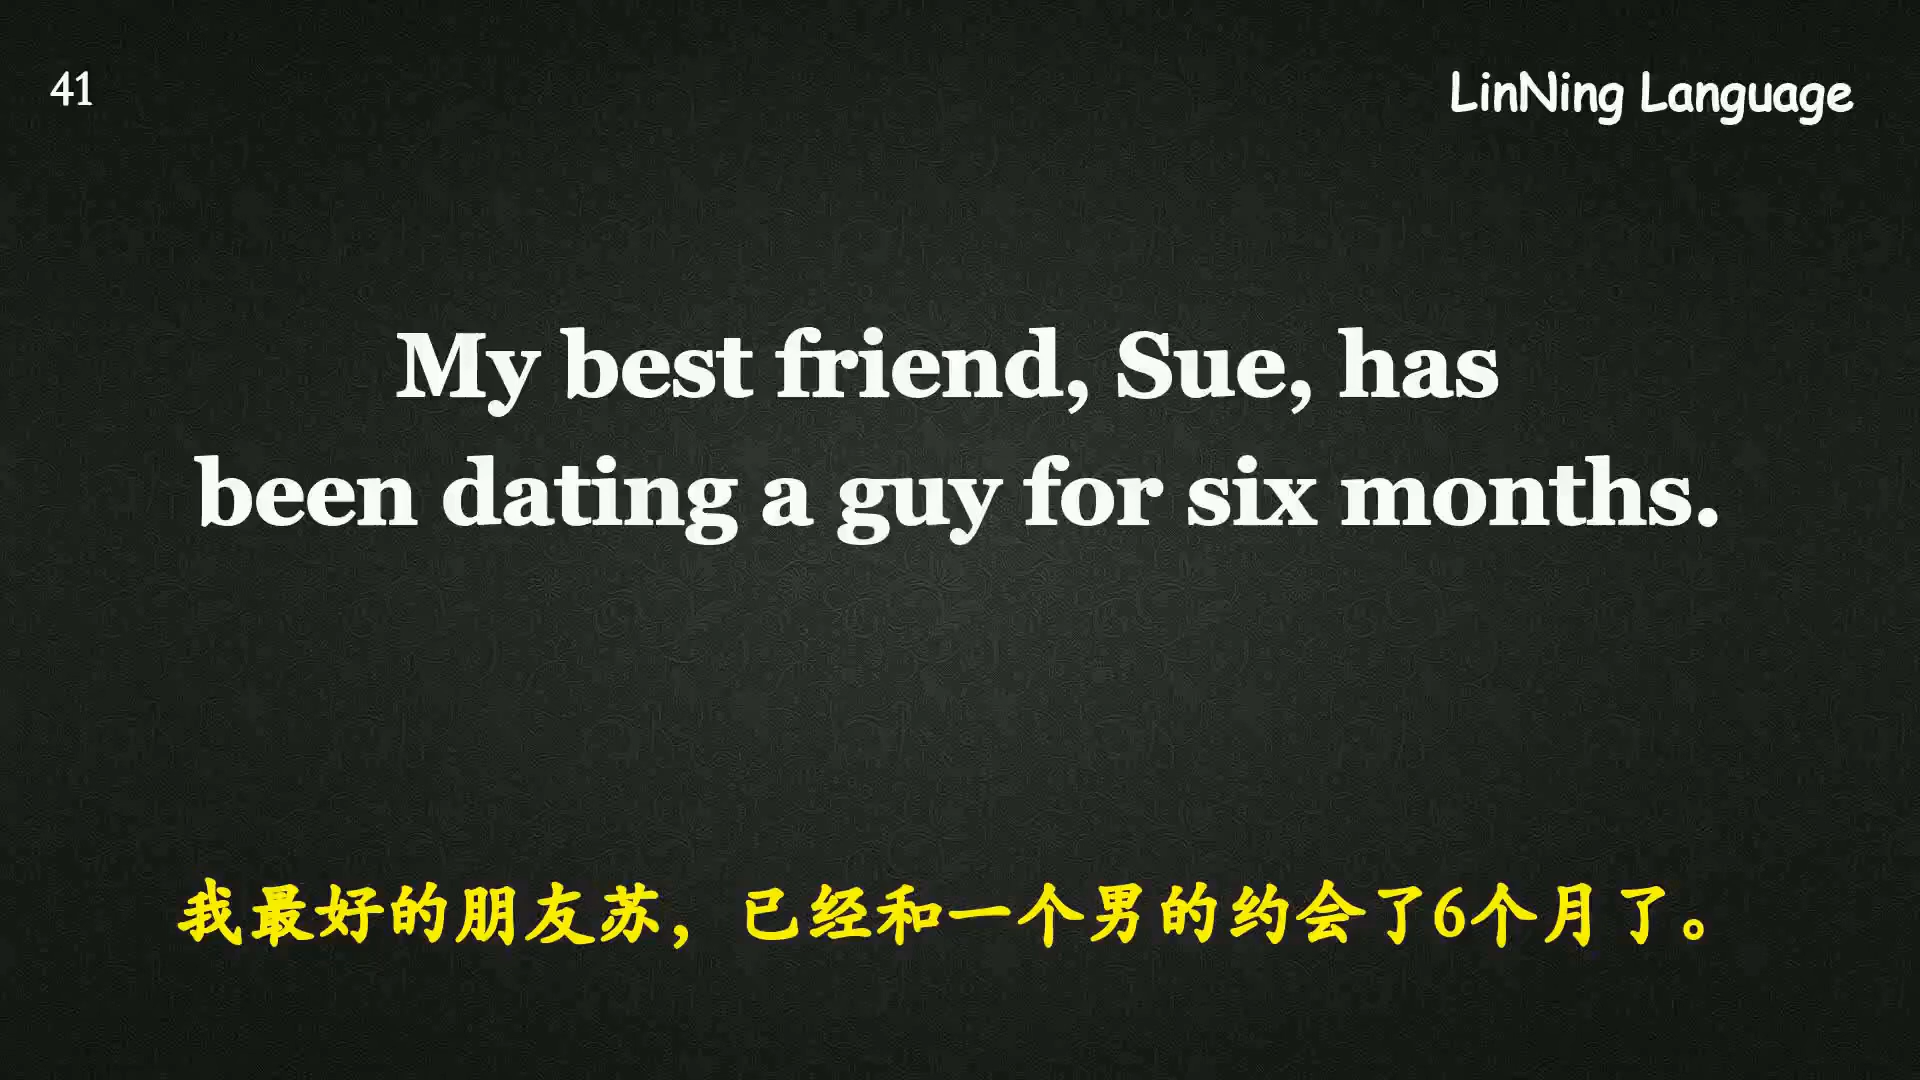 41
LinNing Language
My best friend, Sue, has
been dating a guy for six months.
我最好的朋友苏，已经和一个男的约会了6个月了。